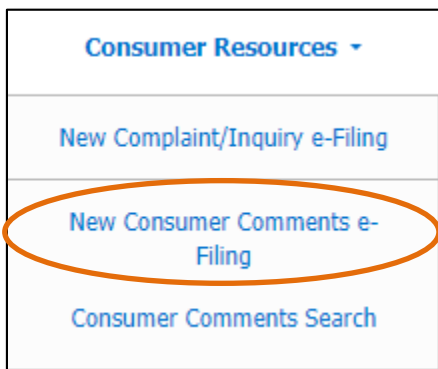 Consumer Resources
New Complaint/Inquiry e-Filing
New Consumer Comments e-
Filing
Consumer Comments Search